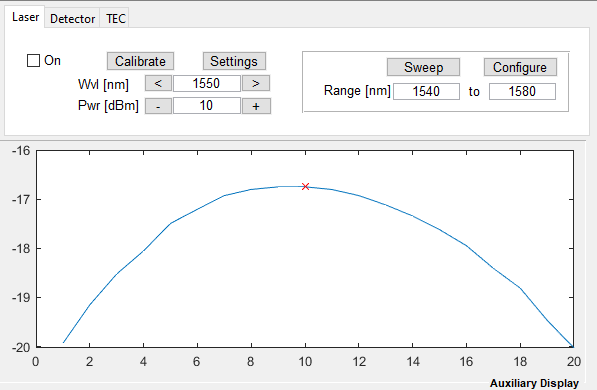 Laser Detector TEC
On Calibrate Settings Sweep Configure
Wvl [nm] < 1550 > Range [nm] 1540 to 1580
Pwr [dBm] - 10 +
-16
-17
-18
-19
-20
0 2 4 6 8 10 12 14 16 18 20
Auxiliary Display